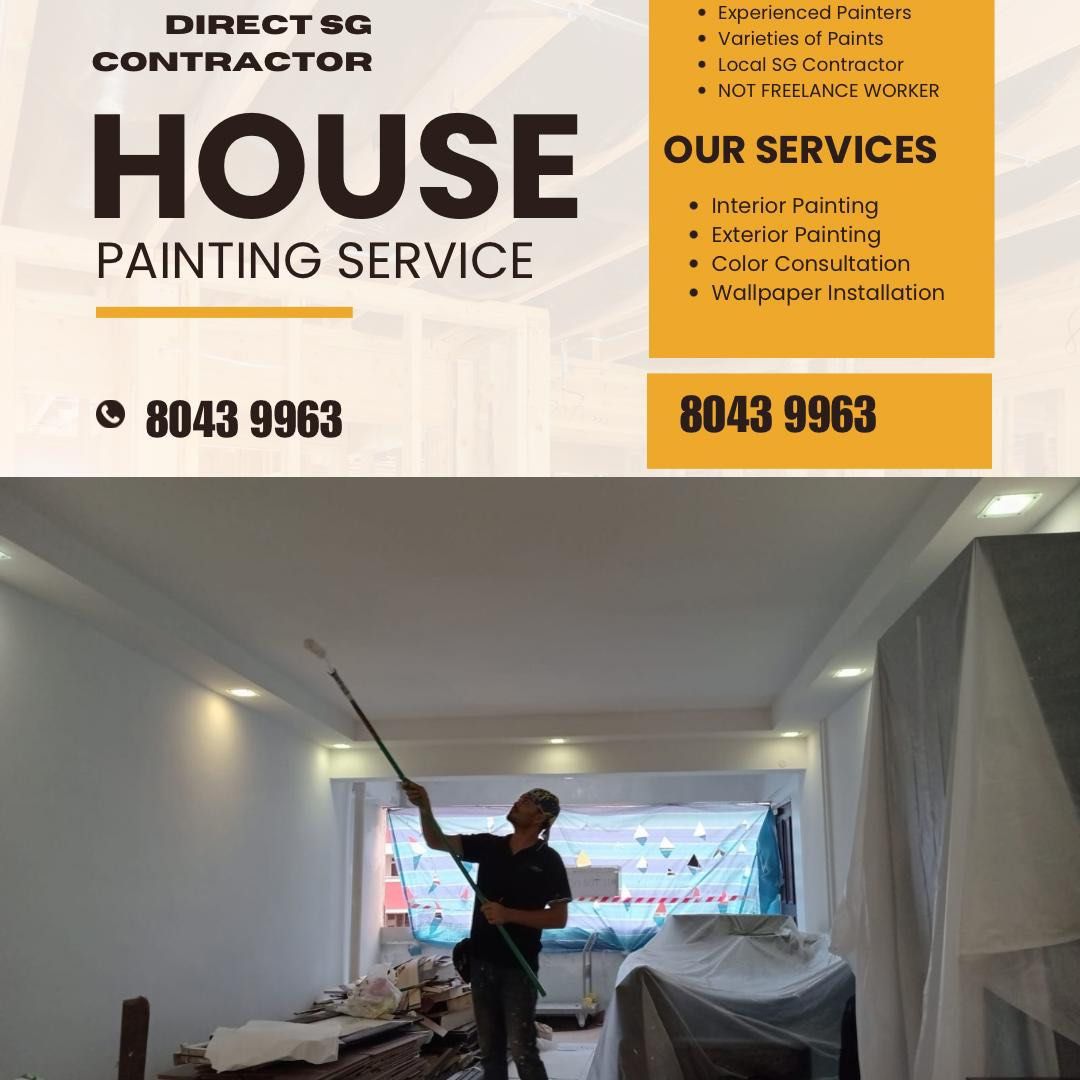 DIRECT SG
CONTRACTOR
HOUSE
PAINTING SERVICE
8043 9963
Experienced Painters
Varieties of Paints
Local SG Contractor
NOT FREELANCE WORKER
OUR SERVICES
Interior Painting
Exterior Painting
Color Consultation
Wallpaper Installation
8043 9963